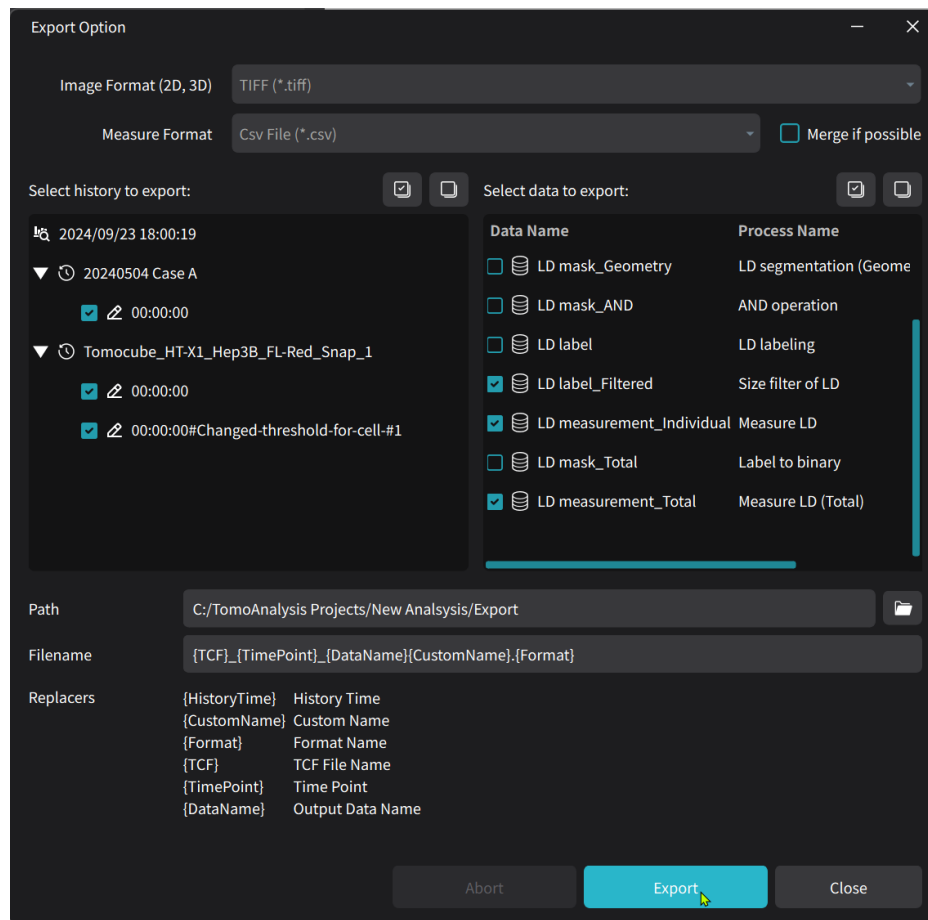 Export Option
Image Format (2D, 3D) TIFF (*.tiff)
Measure Format Csv File (*.csv) Merge if possible
Select history to export:
2024/09/23 18:00:19
20240504 Case A
00:00:00
Tomocube_HT-X1_Hep3B_FL-Red_Snap_1
00:00:00
00:00:00#Changed-threshold-for-cell-#1
Select data to export:
Data Name Process Name
LD mask_Geometry LD segmentation (Geome
LD mask_AND AND operation
LD label LD labeling
LD label_Filtered Size filter of LD
LD measurement_Individual Measure LD
LD mask_Total Label to binary
LD measurement_Total Measure LD (Total)
Path C:/TomoAnalysis Projects/New Analsysis/Export
Filename {TCF}_{TimePoint}_{DataName}{CustomName}.{Format}
Replacers {HistoryTime} History Time
{CustomName} Custom Name
{Format} Format Name
{TCF} TCF File Name
{TimePoint} Time Point
{DataName} Output Data Name
Abort Export Close